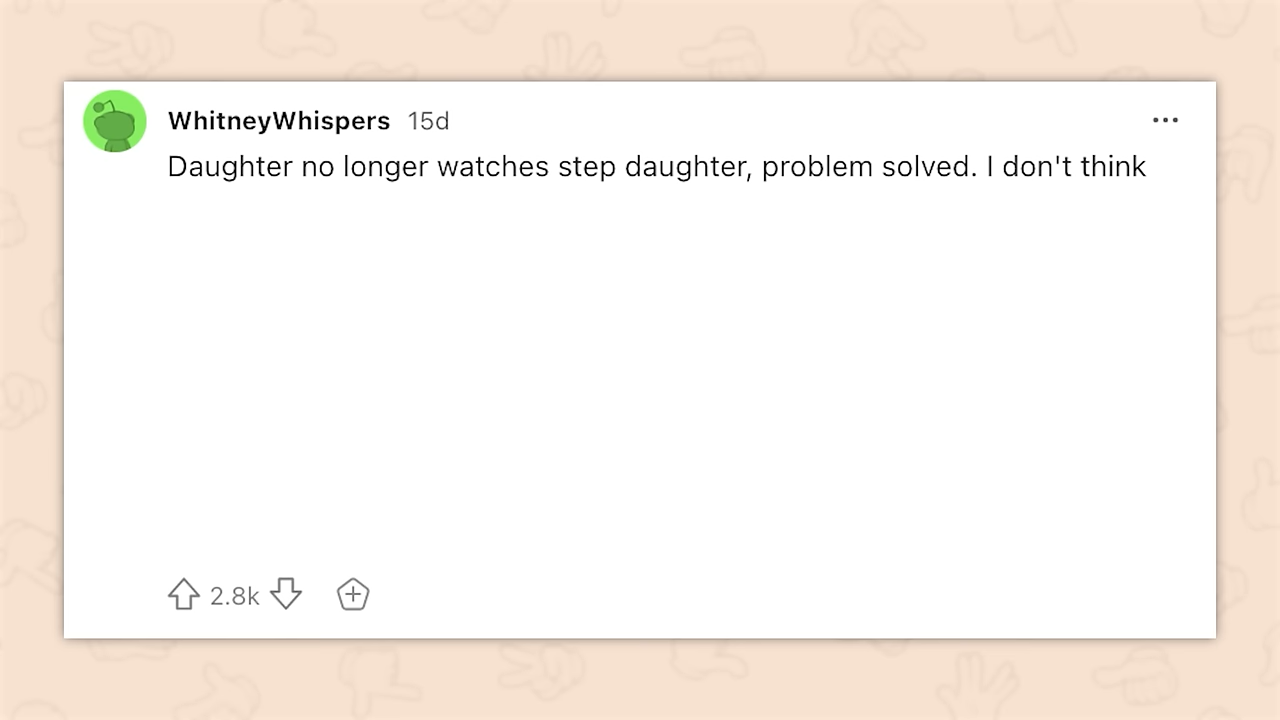 WhitneyWhispers 15d
Daughter no longer watches step daughter, problem solved. I don't think
2.8k